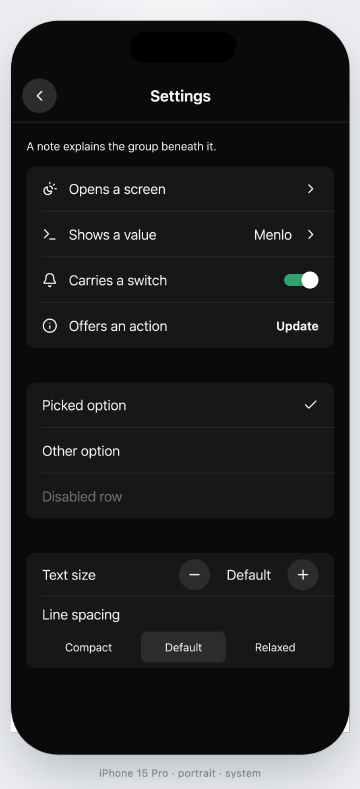 Settings
A note explains the group beneath it.
Opens a screen
Shows a value Menlo
Carries a switch
Offers an action Update
Picked option
Other option
Disabled row
Text size Default
Line spacing
Compact Default Relaxed
iPhone 15 Pro · portrait · system